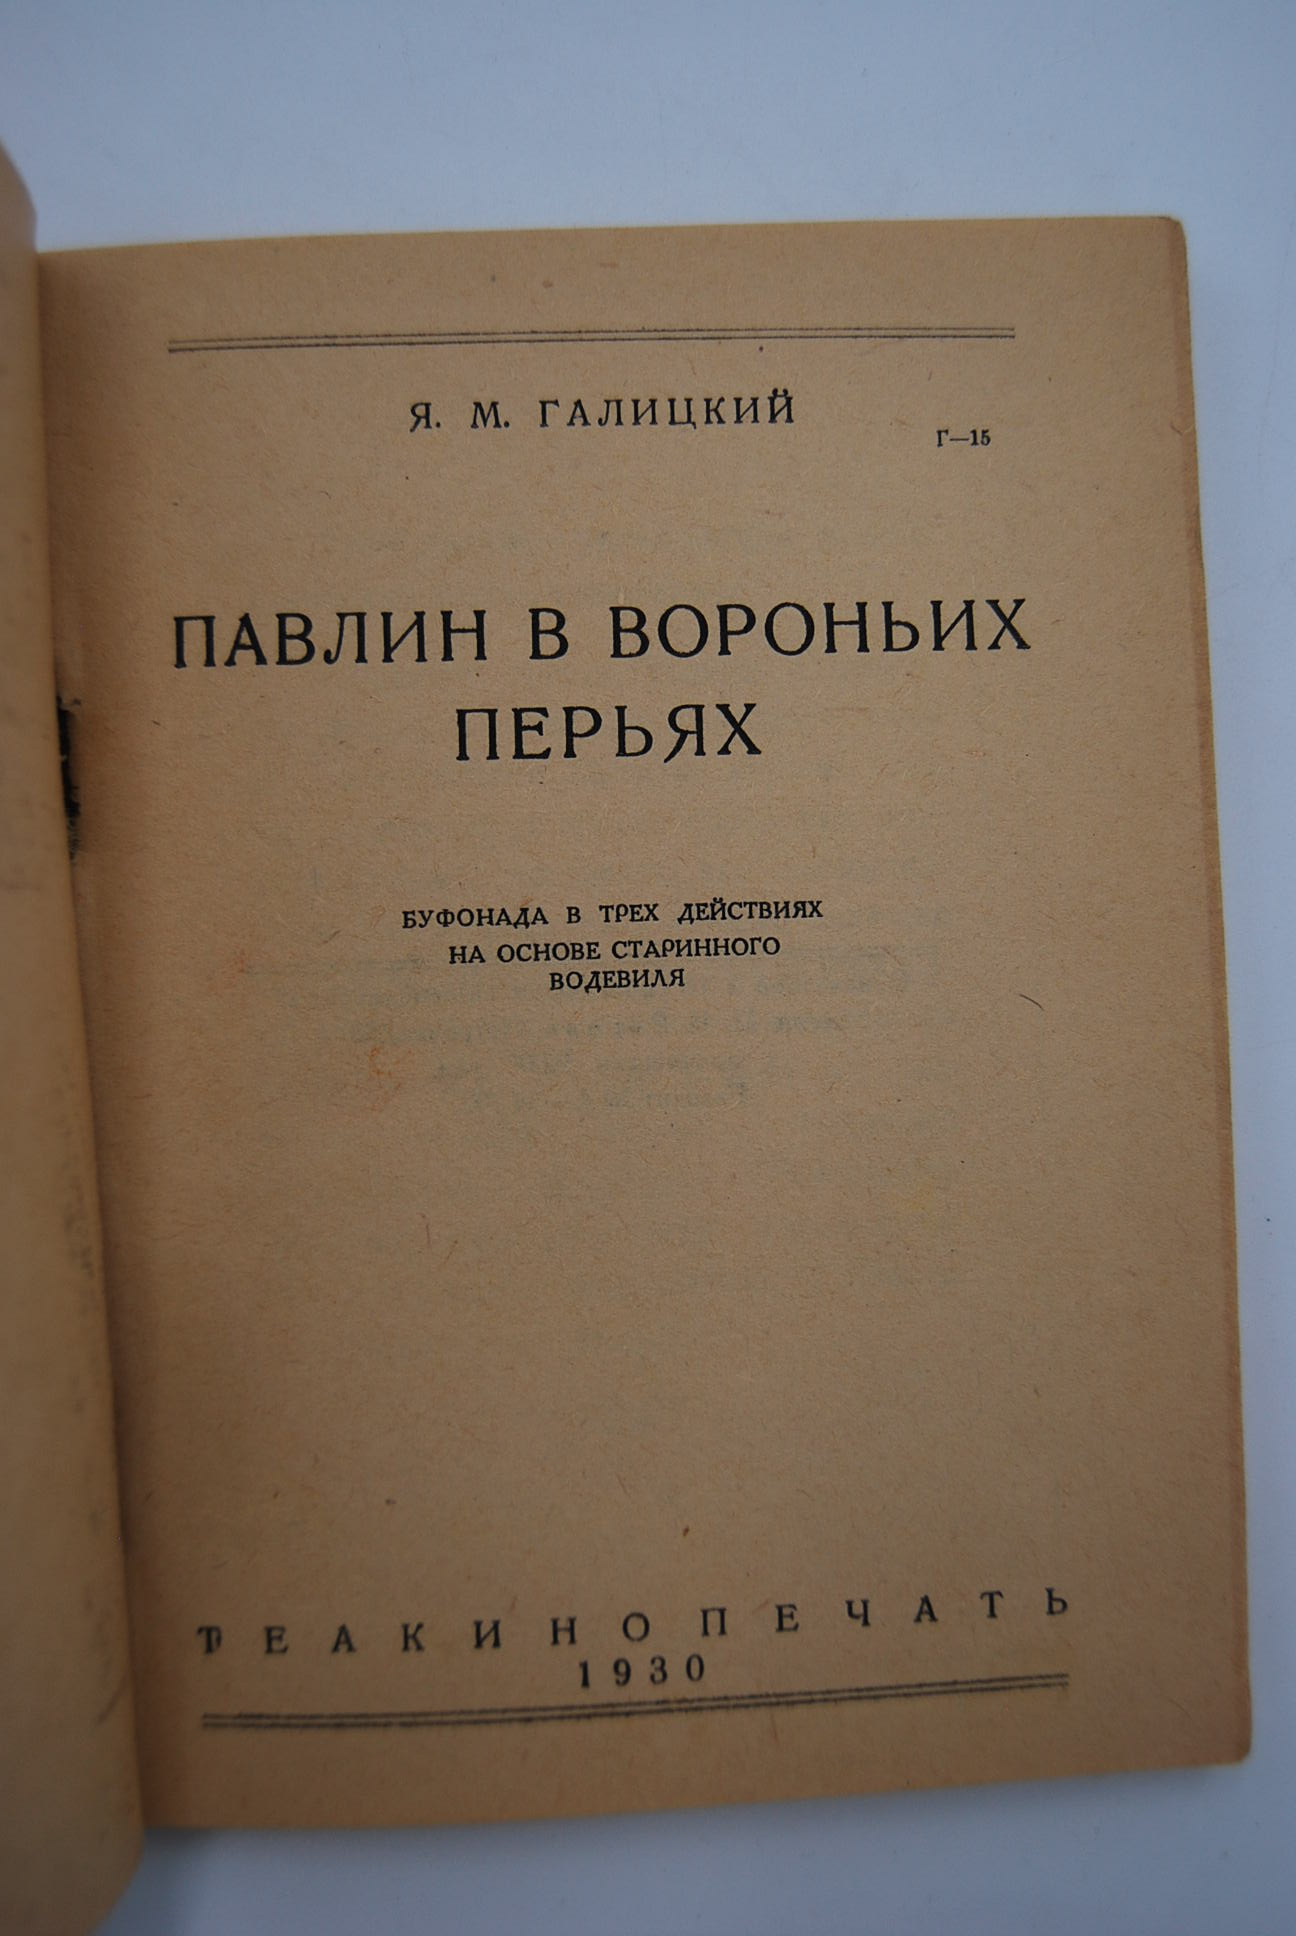 Я. М. ГАЛИЦКИЙ
Г—15
ПАВЛИН В ВОРОНЬИХ
ПЕРЬЯХ
БУФОНАДА В ТРЕХ ДЕЙСТВИЯХ
НА ОСНОВЕ СТАРИННОГО
ВОДЕВИЛЯ
ТЕАКИНОПЕЧАТЬ
1930